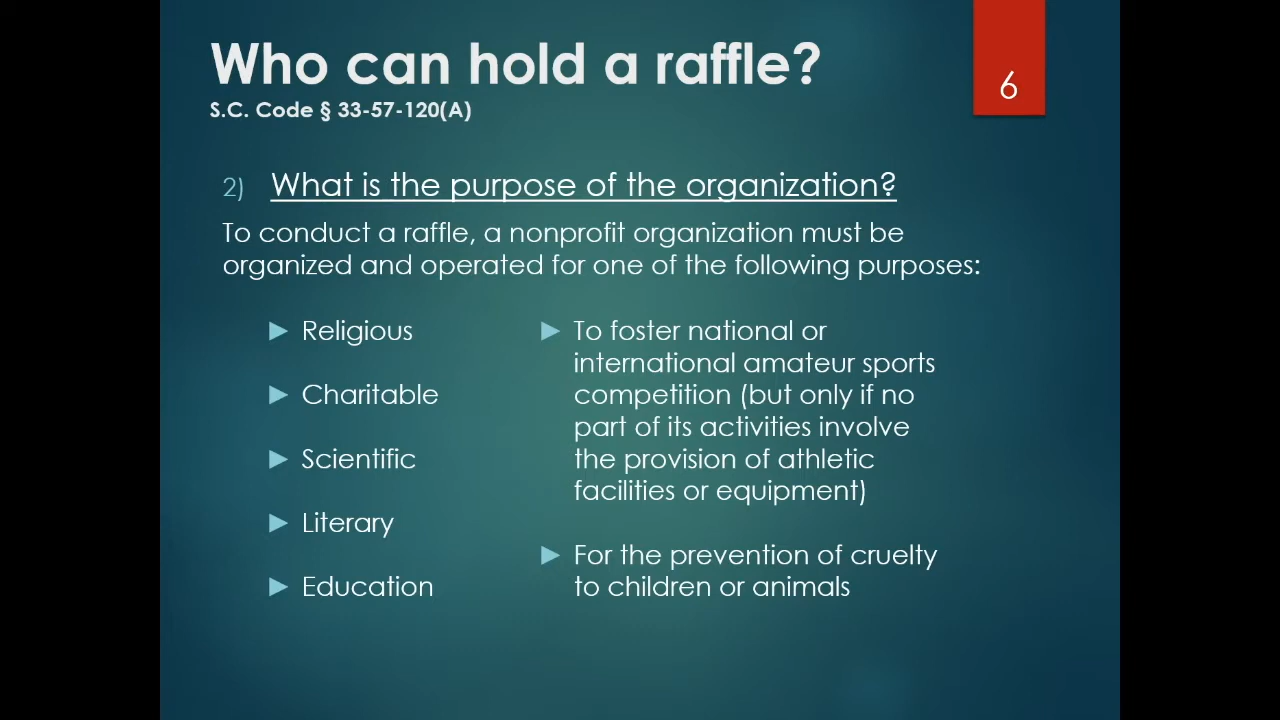 Who can hold a raffle?
6
S.C. Code § 33-57-120(A)
2) What is the purpose of the organization?
To conduct a raffle, a nonprofit organization must be
organized and operated for one of the following purposes:
Religious
Charitable
Scientific
Literary
Education
To foster national or
international amateur sports
competition (but only if no
part of its activities involve
the provision of athletic
facilities or equipment)
For the prevention of cruelty
to children or animals